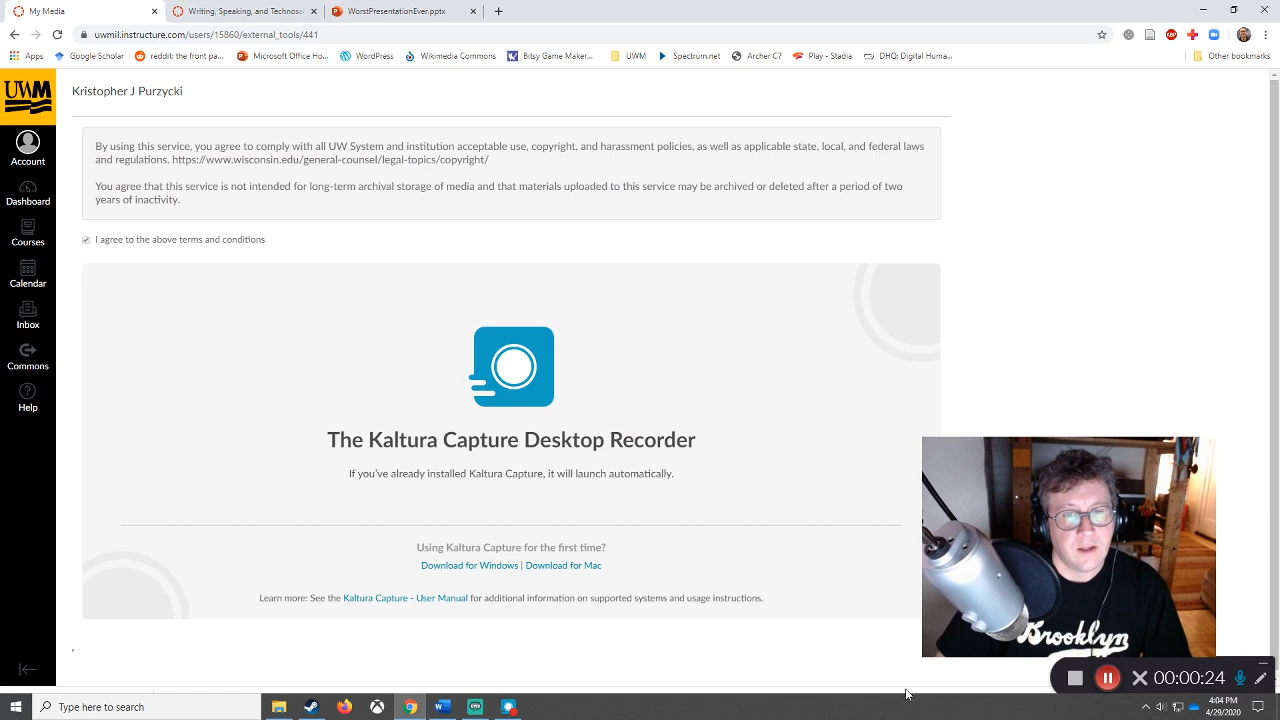 My Media
Writing, Speaking, and Technos
WorstPresentationEver.pptx
uwmil.instructure.com/users/15860/external_tools/441
Apps
Google Scholar
reddit: the front pa...
Microsoft Office Ho...
WordPress
Wikimedia Commons
Bitsy Game Maker...
UWM
Spectrum.net
Archer C7
Play - Stadia
DHQ: Digital Huma...
Other bookmarks
UWM
Account
Dashboard
Courses
Calendar
Inbox
Commons
Help
Kristopher J Purzycki
By using this service, you agree to comply with all UW System and institution acceptable use, copyright, and harassment policies, as well as applicable state, local, and federal laws
and regulations. https://www.wisconsin.edu/general-counsel/legal-topics/copyright/
You agree that this service is not intended for long-term archival storage of media and that materials uploaded to this service may be archived or deleted after a period of two
years of inactivity.
I agree to the above terms and conditions
The Kaltura Capture Desktop Recorder
If you've already installed Kaltura Capture, it will launch automatically.
Using Kaltura Capture for the first time?
Download for Windows | Download for Mac
Learn more: See the Kaltura Capture - User Manual for additional information on supported systems and usage instructions.
Brooklyn
00:00:24
Type here to search
4:04 PM
4/29/2020